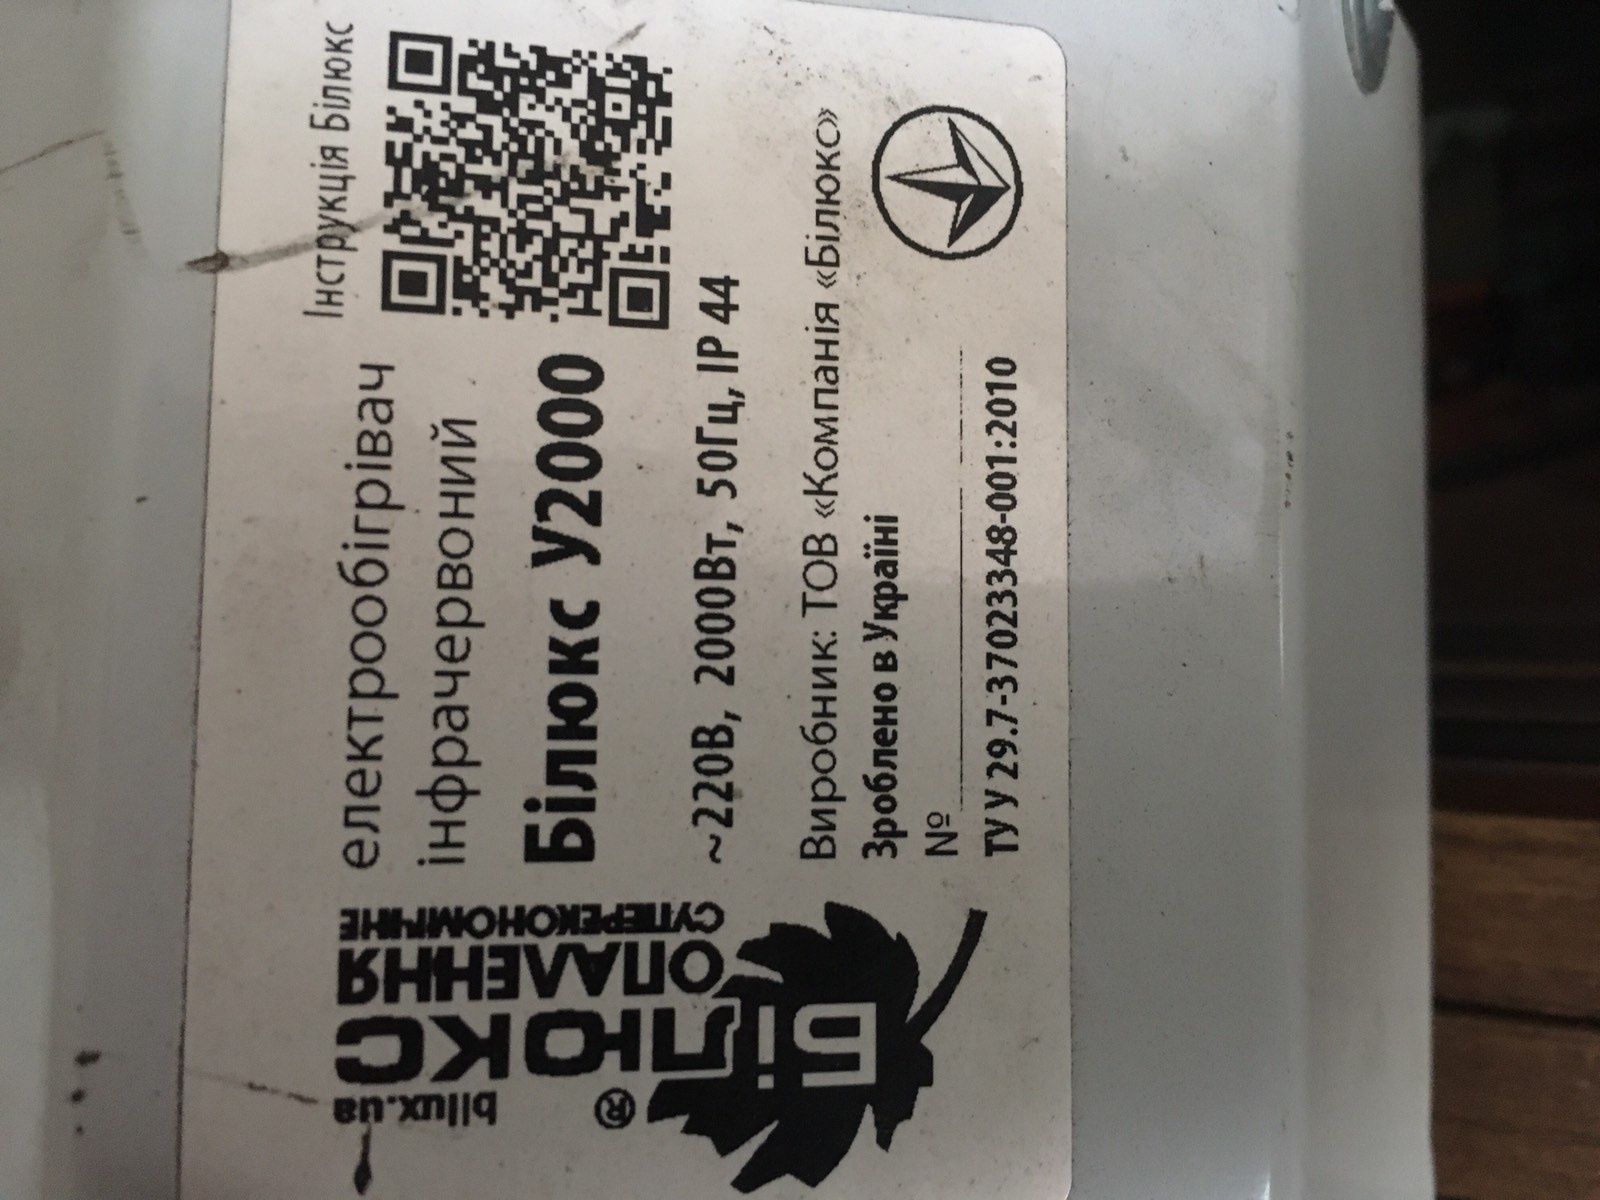 Інструкція Білюкс
електрообігрівач
інфрачервоний
Білюкс У2000
~220В, 2000Вт, 50Гц, IP 44
Виробник: ТОВ «Компанія «Білюкс»
Зроблено в Україні
№
ТУ У 29.7-37023348-001:2010
bilux.ua
®
БІЛЮКС
ОПАЛЕННЯ
СУПЕРЕКОНОМІЧНЕ